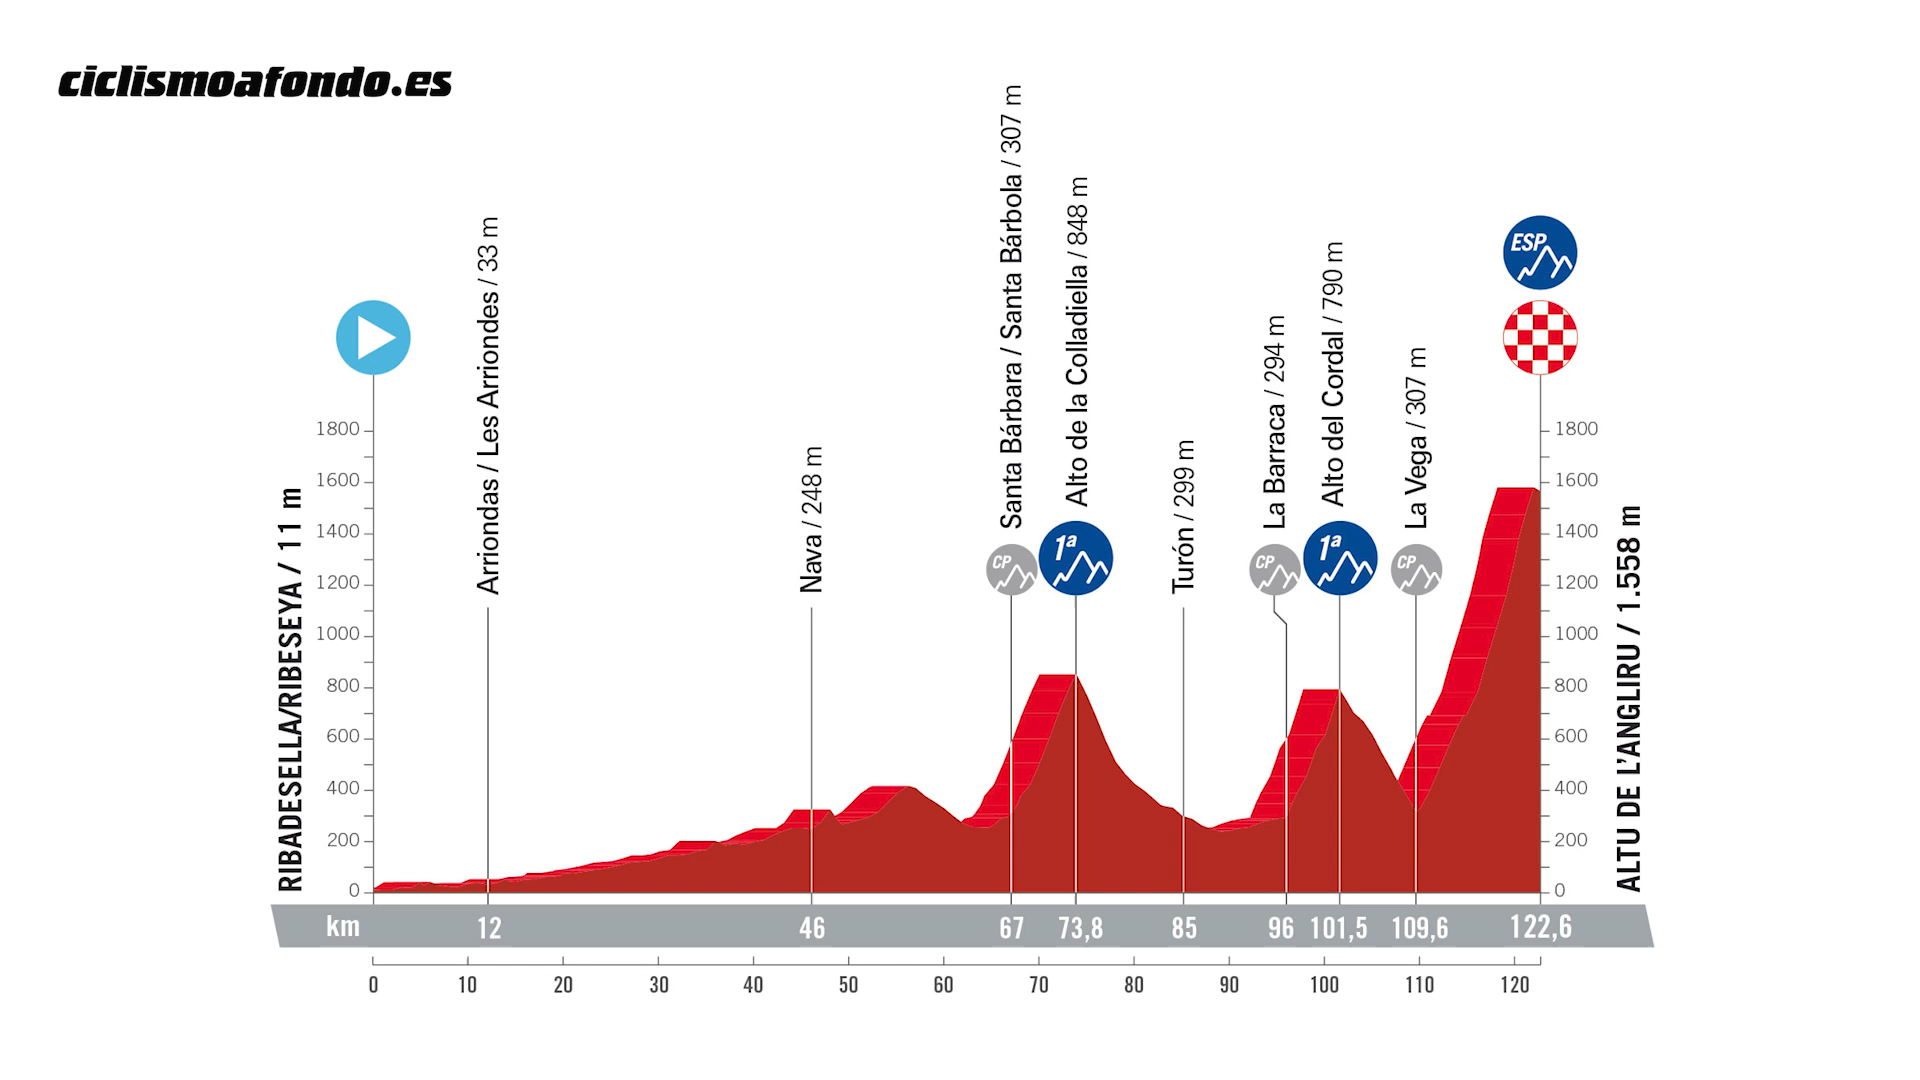 ciclismoafondo.es
RIBADESELLA/RIBESEYA / 11 m
Arriondas / Les Arriondes / 33 m
Nava / 248 m
Santa Bárbara / Santa Bárbola / 307 m
Alto de la Colladiella / 848 m
Turón / 299 m
La Barraca / 294 m
Alto del Cordal / 790 m
La Vega / 307 m
ALTU DE L'ANGLIRU / 1.558 m
ESP
CP
1ª
CP
1ª
CP
1800 1800
1600 1600
1400 1400
1200 1200
1000 1000
800 800
600 600
400 400
200 200
0 0
km 12 46 67 73,8 85 96 101,5 109,6 122,6
0 10 20 30 40 50 60 70 80 90 100 110 120